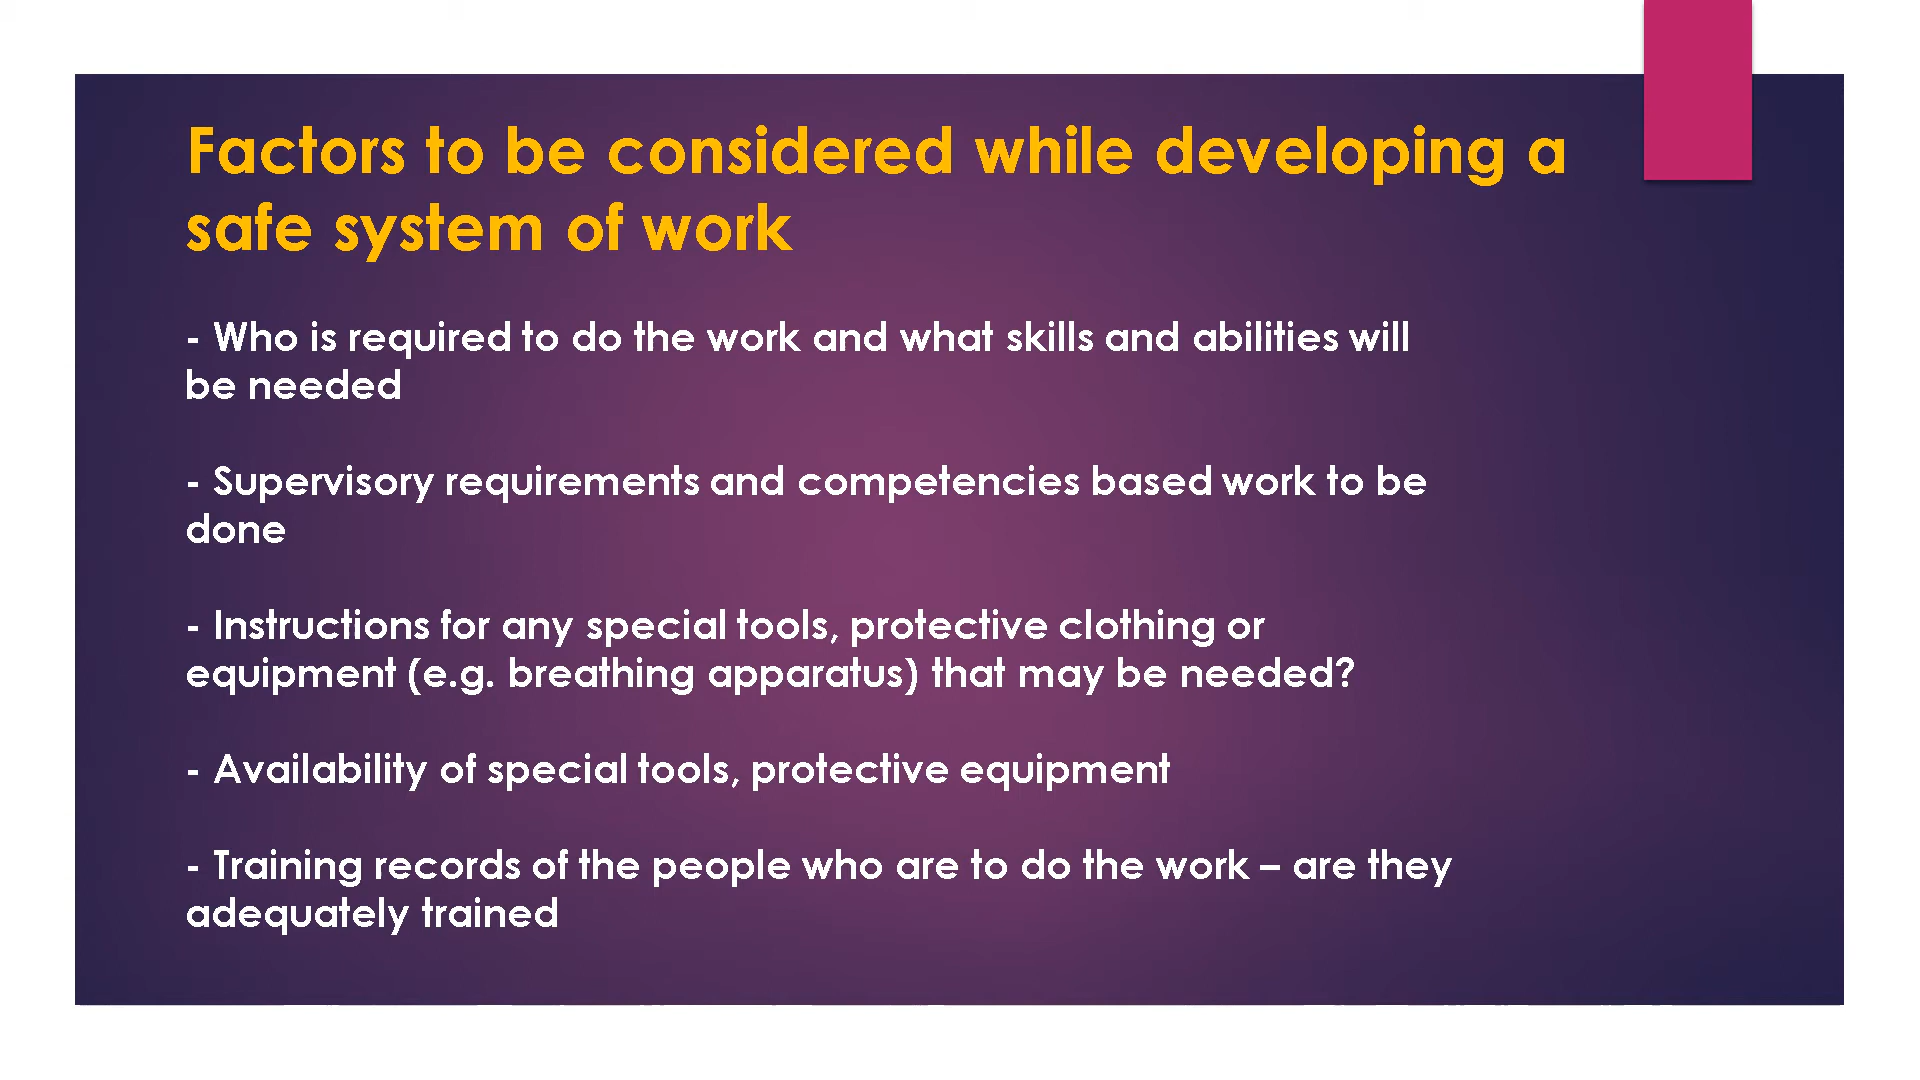 Factors to be considered while developing a
safe system of work
- Who is required to do the work and what skills and abilities will
be needed
- Supervisory requirements and competencies based work to be
done
- Instructions for any special tools, protective clothing or
equipment (e.g. breathing apparatus) that may be needed?
- Availability of special tools, protective equipment
- Training records of the people who are to do the work – are they
adequately trained